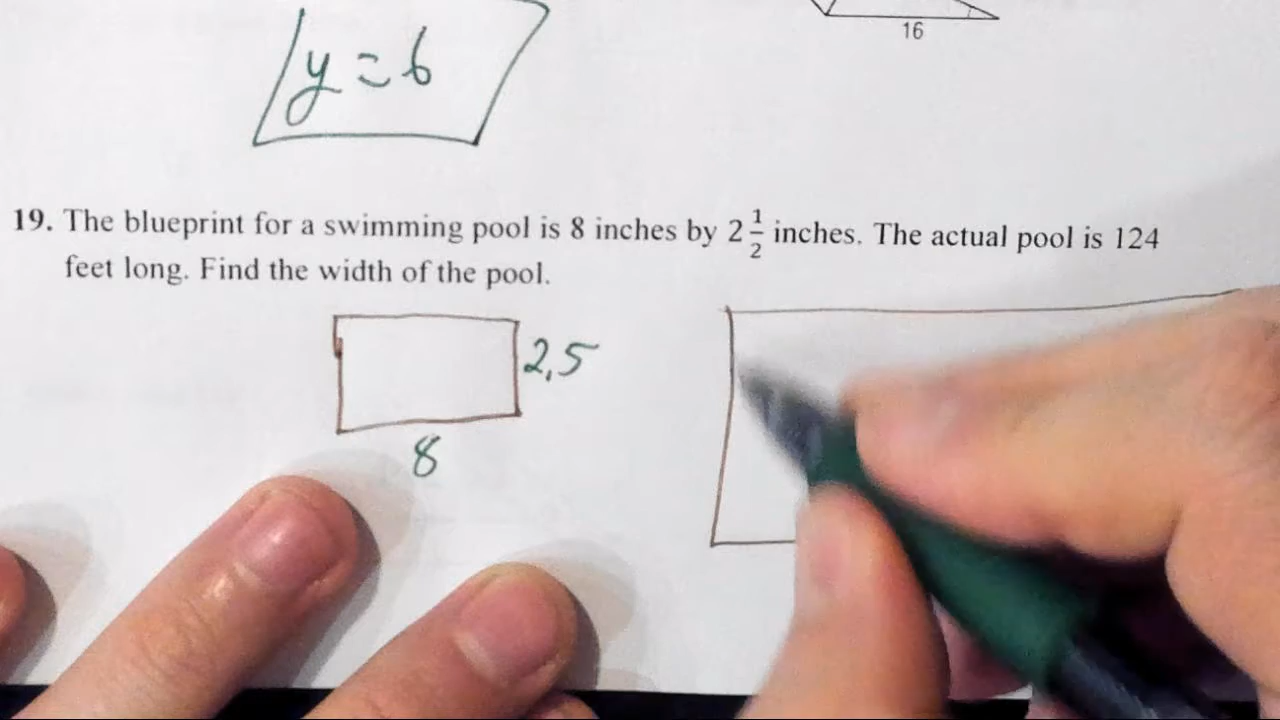 16
y = 6
19. The blueprint for a swimming pool is 8 inches by 2 1/2 inches. The actual pool is 124
feet long. Find the width of the pool.
2,5
8